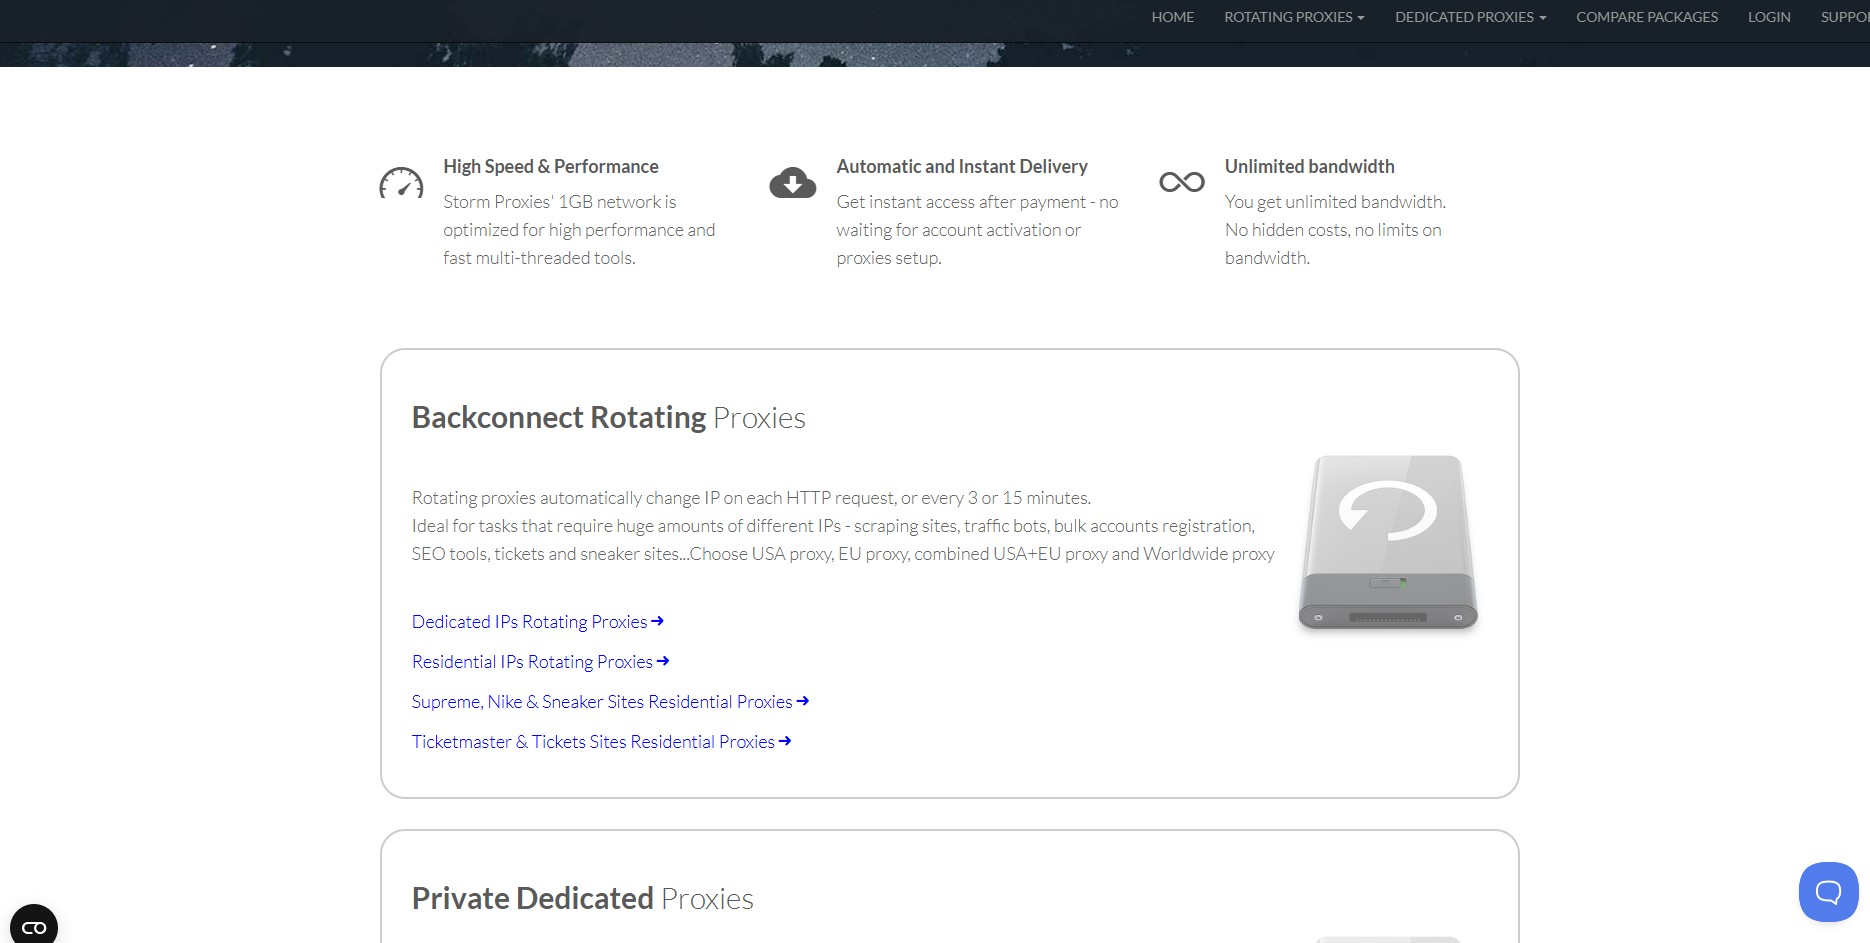 HOME ROTATING PROXIES DEDICATED PROXIES COMPARE PACKAGES LOGIN
High Speed & Performance
Storm Proxies' 1GB network is
optimized for high performance and
fast multi-threaded tools.
Automatic and Instant Delivery
Get instant access after payment - no
waiting for account activation or
proxies setup.
Unlimited bandwidth
You get unlimited bandwidth.
No hidden costs, no limits on
bandwidth.
Backconnect Rotating Proxies
Rotating proxies automatically change IP on each HTTP request, or every 3 or 15 minutes.
Ideal for tasks that require huge amounts of different IPs - scraping sites, traffic bots, bulk accounts registration,
SEO tools, tickets and sneaker sites...Choose USA proxy, EU proxy, combined USA+EU proxy and Worldwide proxy
Dedicated IPs Rotating Proxies
Residential IPs Rotating Proxies
Supreme, Nike & Sneaker Sites Residential Proxies
Ticketmaster & Tickets Sites Residential Proxies
Private Dedicated Proxies